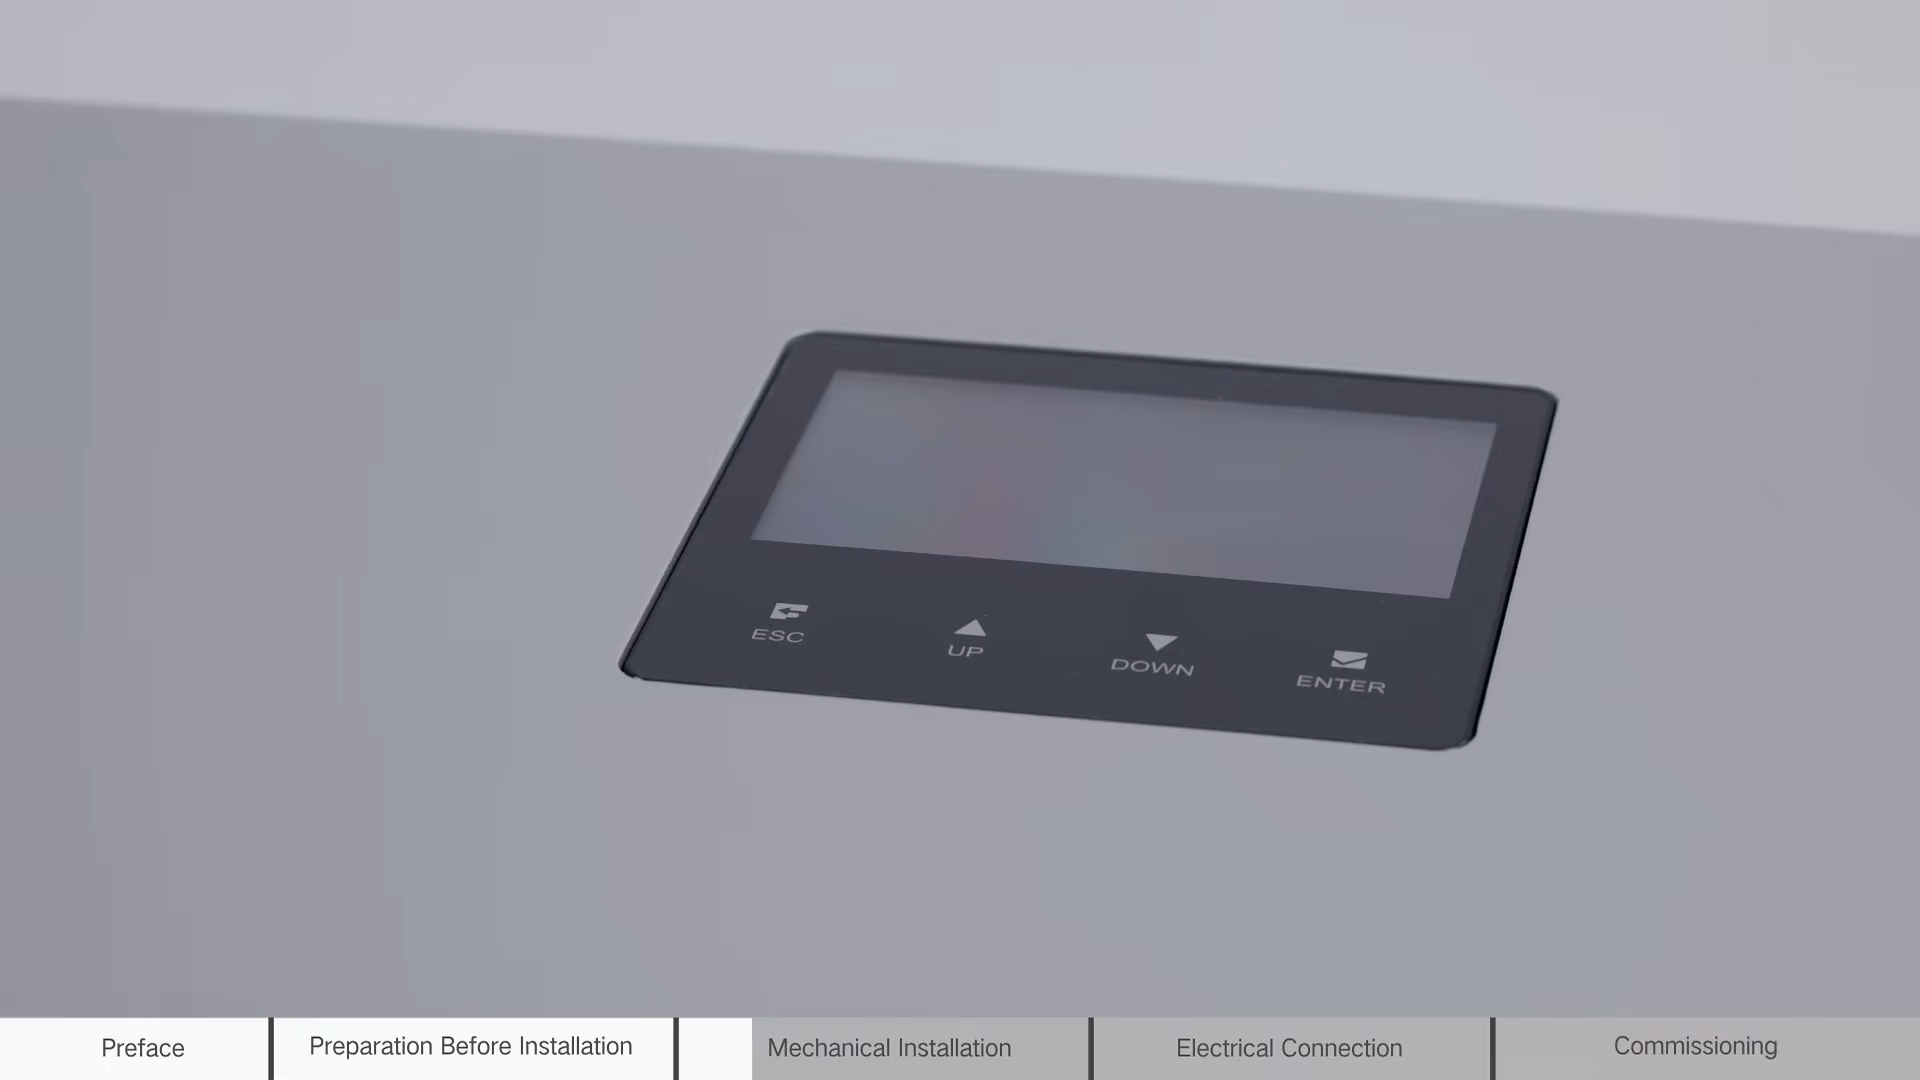 ESC
UP
DOWN
ENTER
Preface
Preparation Before Installation
Mechanical Installation
Electrical Connection
Commissioning